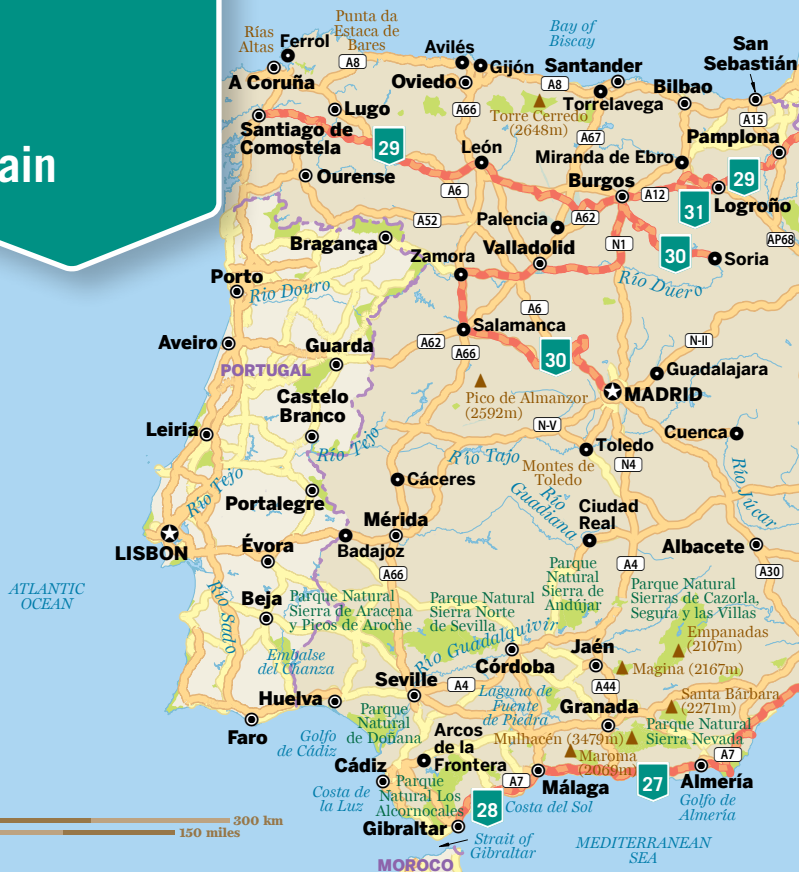 ain
Rías
Altas
Ferrol
Punta da
Estaca de
Bares
A8
A Coruña
Avilés
Gijón
Oviedo
Bay of
Biscay
Santander
A8
Torrelavega
Bilbao
San
Sebastián
A15
Lugo
A66
Torre Cerredo
(2648m)
A67
Pamplona
Santiago de
Comostela
29
León
Miranda de Ebro
29
Ourense
A6
Burgos
A12
31
Logroño
A52
Palencia
A62
N1
AP68
Bragança
Zamora
Valladolid
30
Soria
Porto
Río Douro
Río Duero
A6
Aveiro
Salamanca
N-II
Guarda
A62
A66
30
PORTUGAL
Guadalajara
Castelo
Branco
Pico de Almanzor
(2592m)
MADRID
Leiria
N-V
Cuenca
Río Tejo
Río Tajo
Toledo
N4
Montes de
Toledo
Río Tejo
Cáceres
Río
Guadiana
Río Júcar
Portalegre
Ciudad
Real
Mérida
LISBON
Évora
Badajoz
Albacete
A66
A4
A30
ATLANTIC
OCEAN
Río Sado
Beja
Parque Natural
Sierra de Aracena
y Picos de Aroche
Parque Natural
Sierra Norte
de Sevilla
Parque
Natural
Sierra de
Andújar
Parque Natural
Sierras de Cazorla,
Segura y las Villas
Río Guadalquivir
Empanadas
(2107m)
Embalse
del Chanza
Córdoba
Jaén
Magina (2167m)
Seville
A4
A44
Huelva
Laguna de
Fuente
de Piedra
Granada
Santa Bárbara
(2271m)
Faro
Parque
Natural
de Doñana
Parque Natural
Sierra Nevada
Golfo
de Cádiz
Arcos
de la
Frontera
Mulhacén (3479m)
Maroma
(2069m)
A7
Cádiz
A7
Málaga
27
Almería
Costa de
la Luz
Parque
Natural Los
Alcornocales
28
Costa del Sol
Golfo de
Almería
300 km
150 miles
Gibraltar
Strait of
Gibraltar
MEDITERRANEAN
SEA
MOROCO